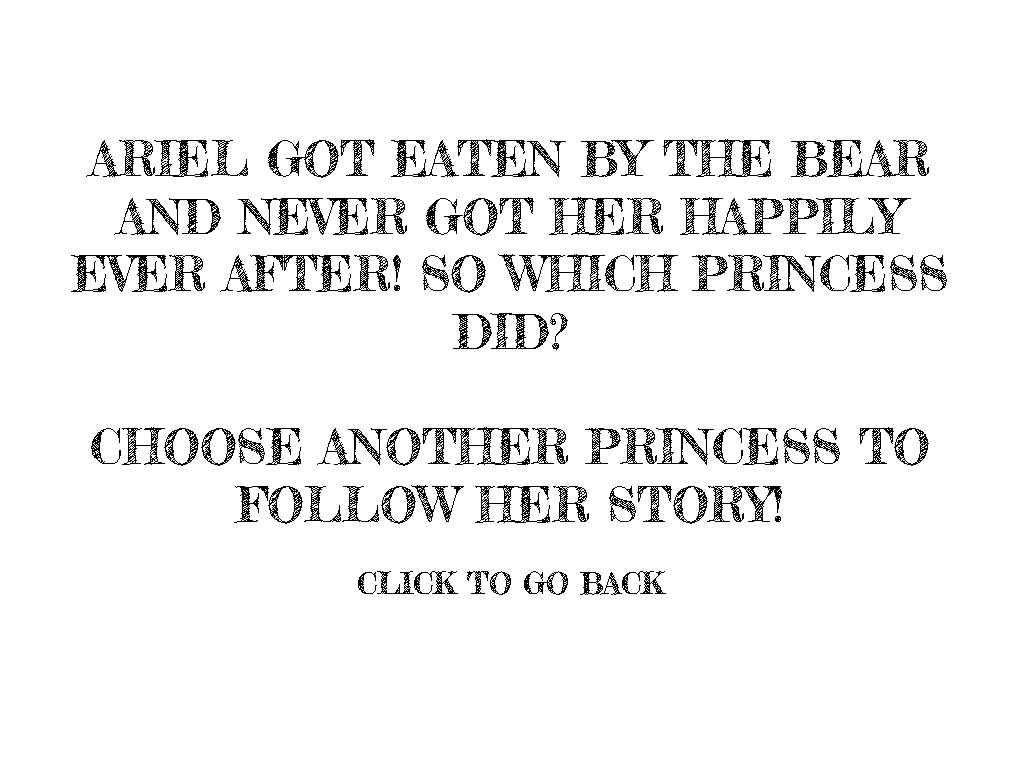 ARIEL GOT EATEN BY THE BEAR
AND NEVER GOT HER HAPPILY
EVER AFTER! SO WHICH PRINCESS
DID?
CHOOSE ANOTHER PRINCESS TO
FOLLOW HER STORY!
CLICK TO GO BACK